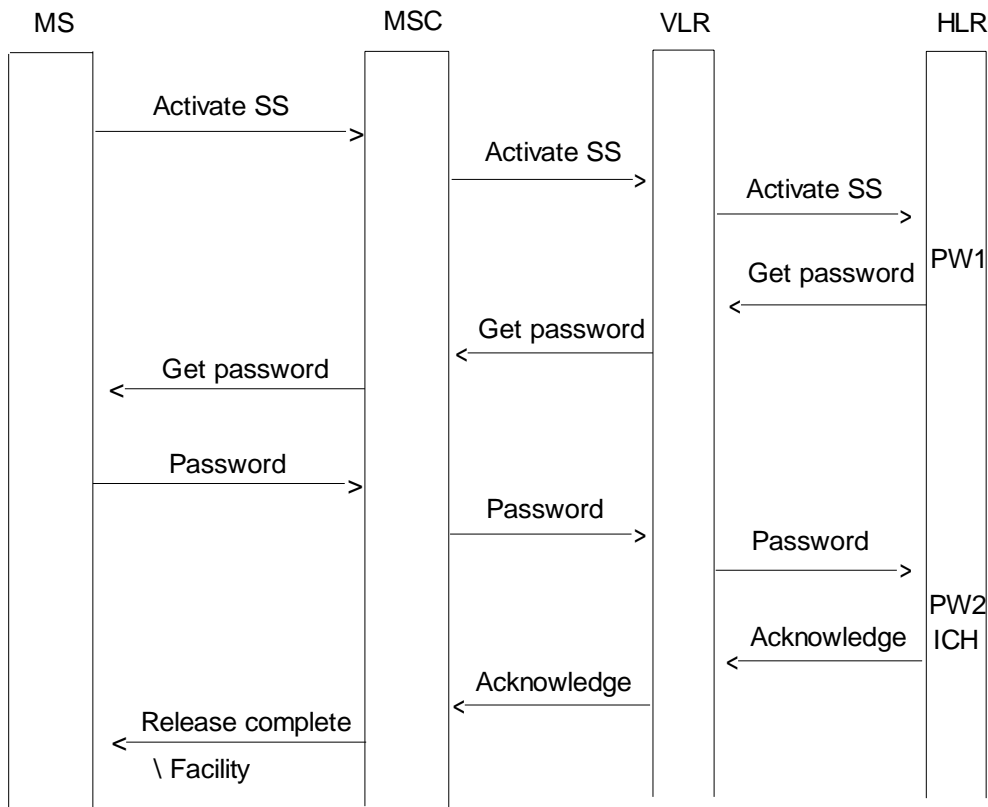 MS MSC VLR HLR
Activate SS
Activate SS
Activate SS
PW1
Get password
Get password
Get password
Password
Password
Password
PW2
ICH
Acknowledge
Acknowledge
Release complete
\ Facility